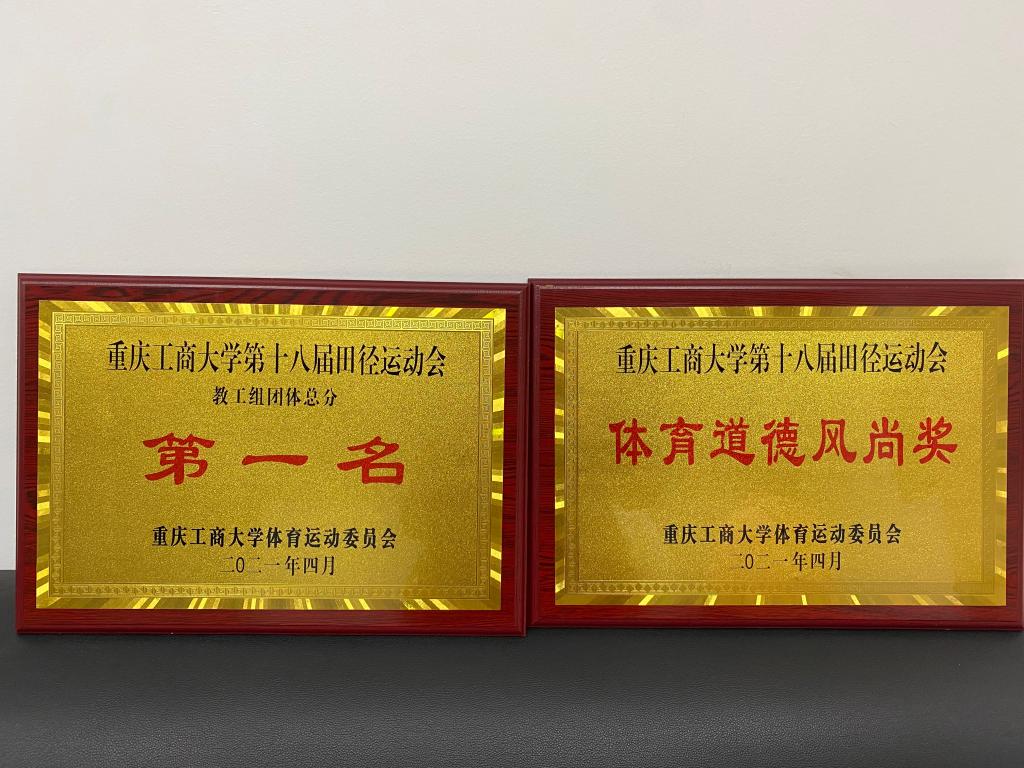 重庆工商大学第十八届田径运动会
教工组团体总分
第一名
重庆工商大学体育运动委员会
二〇二一年四月
重庆工商大学第十八届田径运动会
体育道德风尚奖
重庆工商大学体育运动委员会
二〇二一年四月